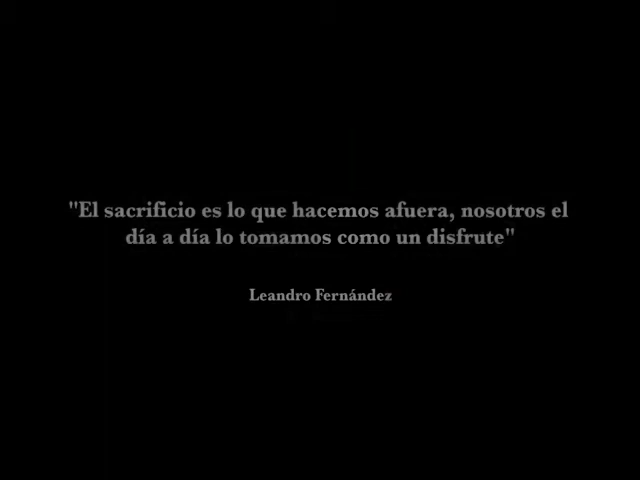 "El sacrificio es lo que hacemos afuera, nosotros el
día a día lo tomamos como un disfrute"
Leandro Fernández